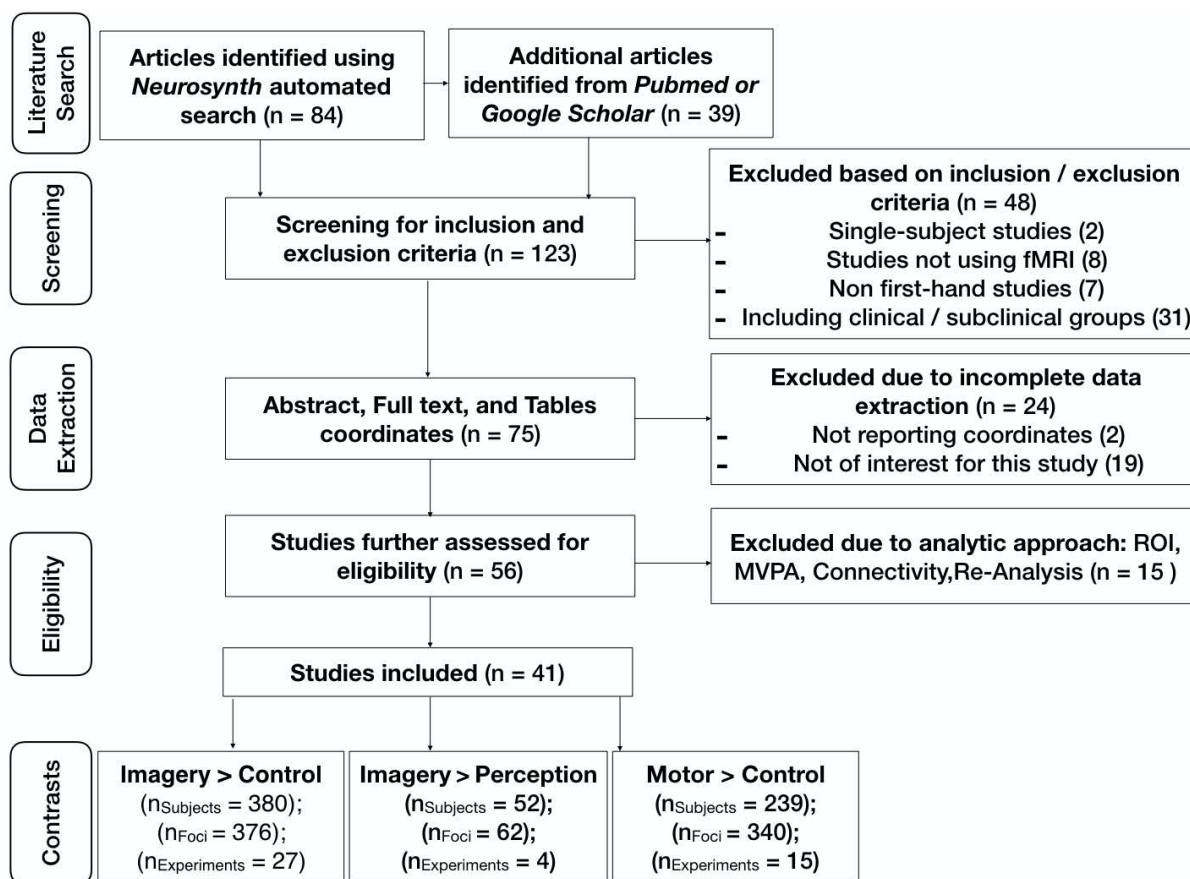 Literature
Search
Articles identified using
Neurosynth automated
search (n = 84)
Additional articles
identified from Pubmed or
Google Scholar (n = 39)
Screening
Screening for inclusion and
exclusion criteria (n = 123)
Excluded based on inclusion / exclusion
criteria (n = 48)
- Single-subject studies (2)
- Studies not using fMRI (8)
- Non first-hand studies (7)
- Including clinical / subclinical groups (31)
Data
Extraction
Abstract, Full text, and Tables
coordinates (n = 75)
Excluded due to incomplete data
extraction (n = 24)
- Not reporting coordinates (2)
- Not of interest for this study (19)
Eligibility
Studies further assessed for
eligibility (n = 56)
Excluded due to analytic approach: ROI,
MVPA, Connectivity,Re-Analysis (n = 15 )
Studies included (n = 41)
Contrasts
Imagery > Control
(nSubjects = 380);
(nFoci = 376);
(nExperiments = 27)
Imagery > Perception
(nSubjects = 52);
(nFoci = 62);
(nExperiments = 4)
Motor > Control
(nSubjects = 239);
(nFoci = 340);
(nExperiments = 15)